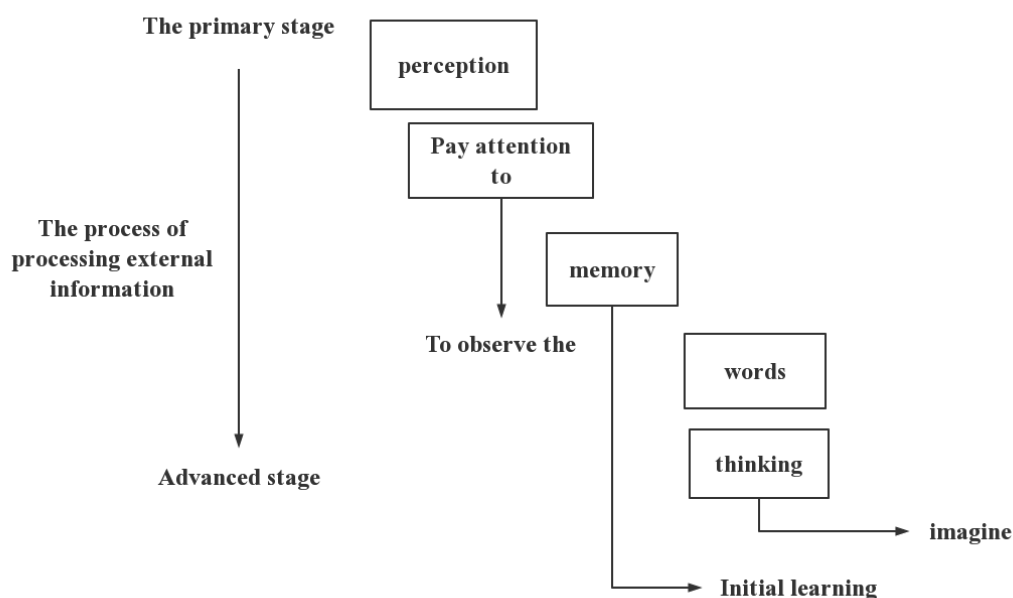 The primary stage
perception
Pay attention
to
The process of
processing external
information
memory
To observe the
words
thinking
Advanced stage
imagine
Initial learning